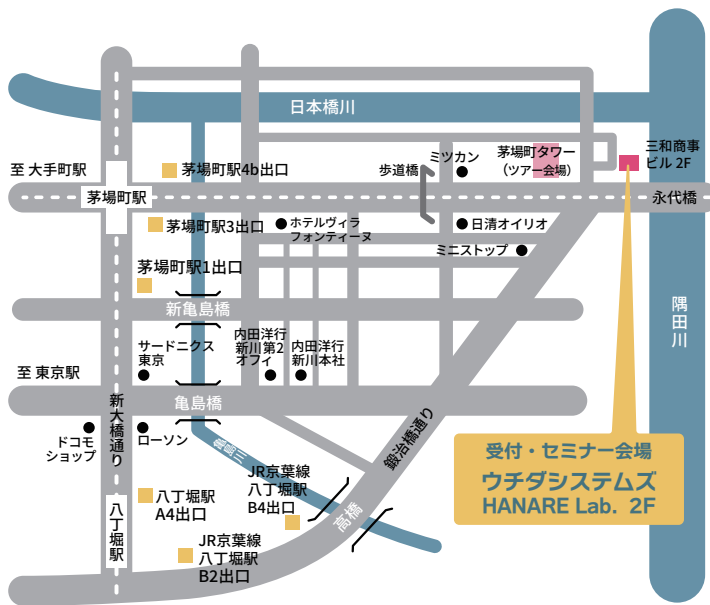 日本橋川
三和商事
ビル 2F
茅場町タワー
（ツアー会場）
ミツカン
歩道橋
至 大手町駅
茅場町駅4b出口
茅場町駅
永代橋
茅場町駅3出口
ホテルヴィラ
フォンティーヌ
日清オイリオ
ミニストップ
茅場町駅1出口
新亀島橋
隅田川
サードニクス
東京
内田洋行
新川第2
オフィ
内田洋行
新川本社
至 東京駅
亀島橋
新大橋通り
ドコモ
ショップ
ローソン
亀島川
鍛治橋通り
受付・セミナー会場
ウチダシステムズ
HANARE Lab. 2F
JR京葉線
八丁堀駅
B4出口
八丁堀駅
A4出口
高橋
八丁堀駅
JR京葉線
八丁堀駅
B2出口